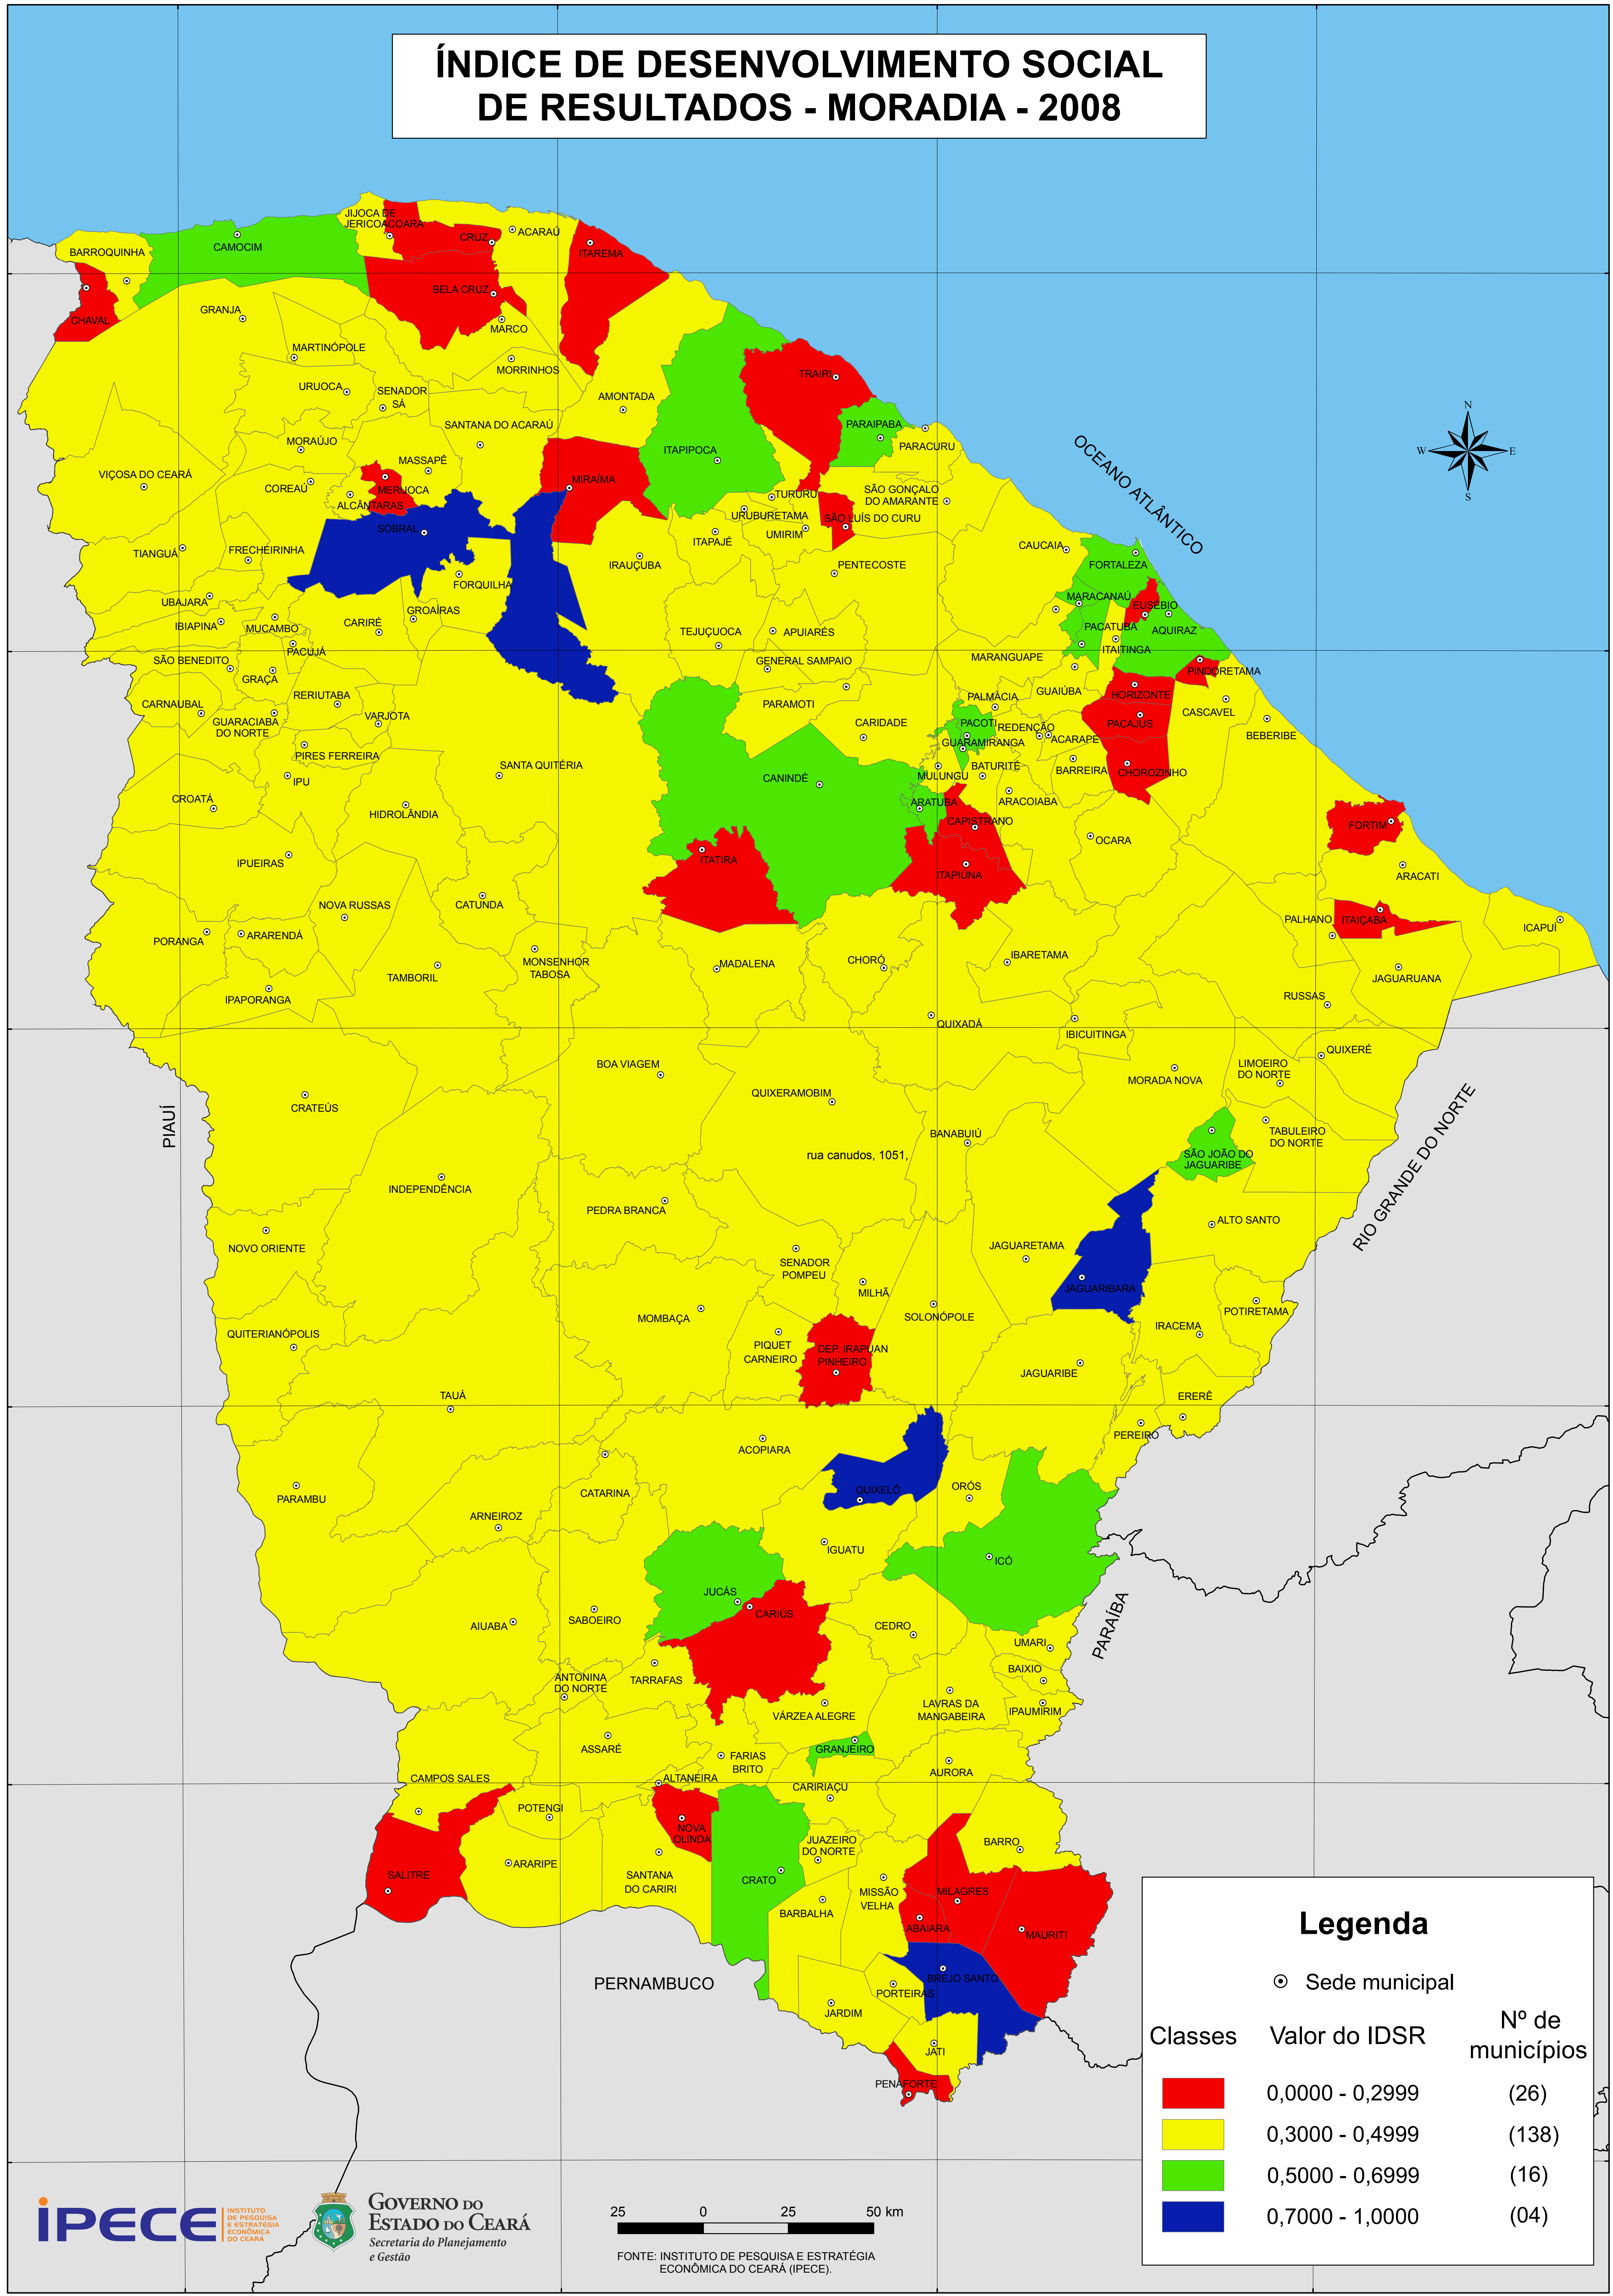 ÍNDICE DE DESENVOLVIMENTO SOCIAL
DE RESULTADOS - MORADIA - 2008
JIJOCA DE
JERICOACOARA
CRUZ
ACARAÚ
ITAREMA
CAMOCIM
BARROQUINHA
CHAVAL
BELA CRUZ
GRANJA
MARCO
MARTINÓPOLE
MORRINHOS
URUOCA
SENADOR
SÁ
AMONTADA
TRAIRI
SANTANA DO ACARAÚ
PARAIPABA
PARACURU
MORAÚJO
ITAPIPOCA
VIÇOSA DO CEARÁ
MASSAPÊ
MIRAÍMA
COREAÚ
MERUOCA
ALCÂNTARAS
TURURU
SÃO GONÇALO
DO AMARANTE
URUBURETAMA
SÃO LUÍS DO CURU
SOBRAL
UMIRIM
ITAPAJÉ
OCEANO ATLÂNTICO
N
W
E
S
TIANGUÁ
FRECHEIRINHA
IRAUÇUBA
PENTECOSTE
CAUCAIA
FORTALEZA
FORQUILHA
UBAJARA
IBIAPINA
MUCAMBO
CARIRÉ
GROAÍRAS
MARACANAÚ
EUSÉBIO
PACATUBA
AQUIRAZ
ITAITINGA
TEJUÇUOCA
APUIARÉS
PACUJÁ
SÃO BENEDITO
GRAÇA
GENERAL SAMPAIO
MARANGUAPE
PINDORETAMA
CARNAUBAL
RERIUTABA
VARJOTA
PARAMOTI
GUAIÚBA
HORIZONTE
PALMÁCIA
CASCAVEL
GUARACIABA
DO NORTE
CARIDADE
PACOTI
REDENÇÃO
ACARAPE
PACAJUS
BEBERIBE
GUARAMIRANGA
PIRES FERREIRA
IPU
SANTA QUITÉRIA
CANINDÉ
MULUNGU
BATURITÉ
BARREIRA
CHOROZINHO
CROATÁ
HIDROLÂNDIA
ARATUBA
ARACOIABA
CAPISTRANO
FORTIM
IPUEIRAS
ITATIRA
OCARA
ITAPIÚNA
ARACATI
NOVA RUSSAS
CATUNDA
PORANGA
ARARENDÁ
PALHANO
ITAIÇABA
ICAPUÍ
MONSENHOR
TABOSA
TAMBORIL
MADALENA
CHORÓ
IBARETAMA
JAGUARUANA
IPAPORANGA
RUSSAS
QUIXADÁ
IBICUITINGA
QUIXERÉ
BOA VIAGEM
LIMOEIRO
DO NORTE
MORADA NOVA
CRATEÚS
QUIXERAMOBIM
PIAUÍ
BANABUIÚ
TABULEIRO
DO NORTE
rua canudos, 1051,
SÃO JOÃO DO
JAGUARIBE
RIO GRANDE DO NORTE
INDEPENDÊNCIA
PEDRA BRANCA
ALTO SANTO
NOVO ORIENTE
JAGUARETAMA
SENADOR
POMPEU
JAGUARIBARA
MILHÃ
MOMBAÇA
SOLONÓPOLE
POTIRETAMA
IRACEMA
QUITERIANÓPOLIS
PIQUET
CARNEIRO
DEP. IRAPUAN
PINHEIRO
JAGUARIBE
TAUÁ
ERERÊ
PEREIRO
ACOPIARA
PARAMBU
CATARINA
QUIXELÔ
ORÓS
ARNEIROZ
IGUATU
ICÓ
JUCÁS
CARIÚS
AIUABA
SABOEIRO
CEDRO
PARAÍBA
UMARI
ANTONINA
DO NORTE
TARRAFAS
BAIXIO
VÁRZEA ALEGRE
LAVRAS DA
MANGABEIRA
IPAUMIRIM
ASSARÉ
FARIAS
BRITO
GRANJEIRO
AURORA
CAMPOS SALES
ALTANEIRA
CARIRIAÇU
POTENGI
NOVA
OLINDA
JUAZEIRO
DO NORTE
BARRO
SALITRE
ARARIPE
SANTANA
DO CARIRI
CRATO
MISSÃO
VELHA
MILAGRES
BARBALHA
ABAIARA
MAURITI
PERNAMBUCO
BREJO SANTO
PORTEIRAS
JARDIM
JATI
PENAFORTE
Legenda
Sede municipal
Classes Valor do IDSR Nº de
municípios
0,0000 - 0,2999 (26)
0,3000 - 0,4999 (138)
0,5000 - 0,6999 (16)
0,7000 - 1,0000 (04)
IPECE
INSTITUTO
DE PESQUISA
E ESTRATÉGIA
ECONÔMICA
DO CEARÁ
GOVERNO DO
ESTADO DO CEARÁ
Secretaria do Planejamento
e Gestão
25 0 25 50 km
FONTE: INSTITUTO DE PESQUISA E ESTRATÉGIA
ECONÔMICA DO CEARÁ (IPECE).